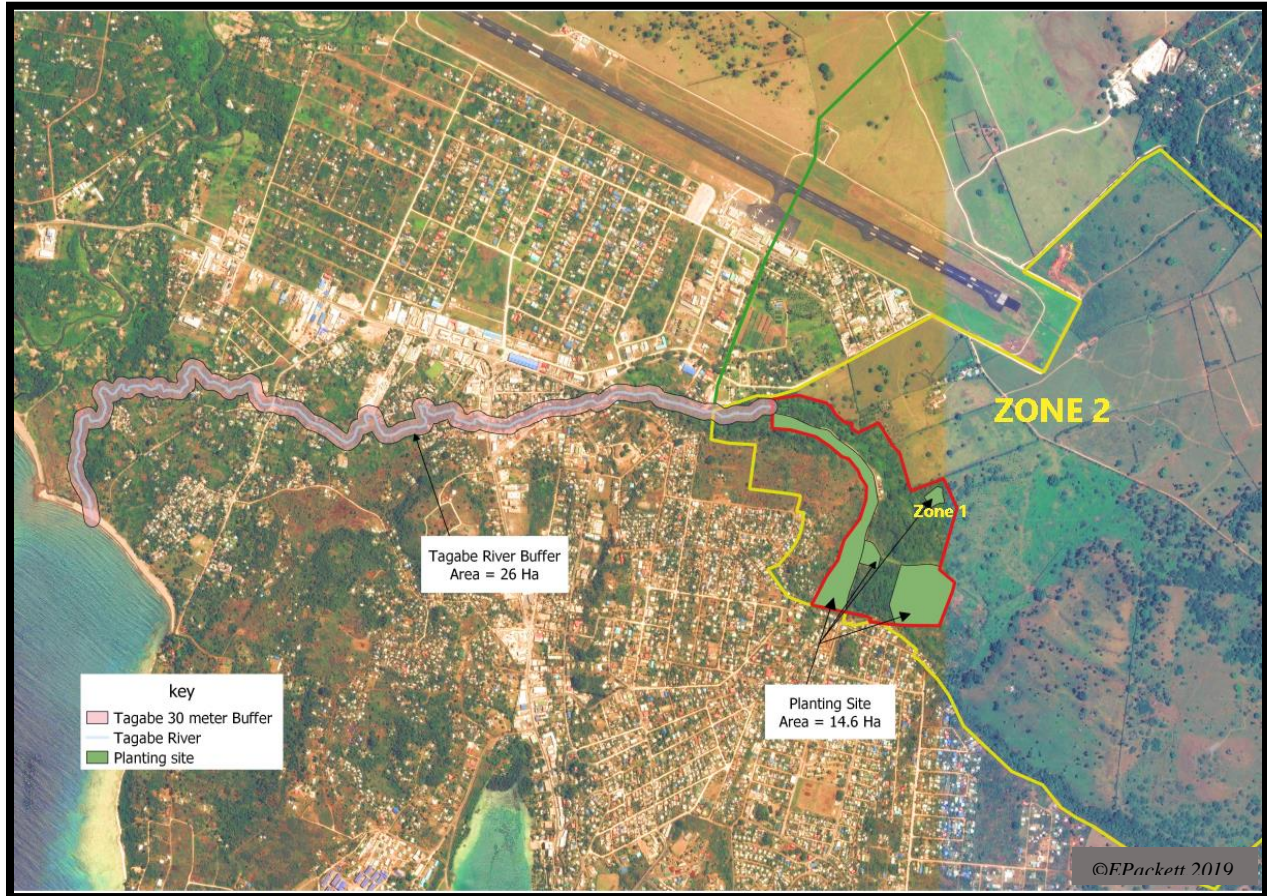 ZONE 2
Zone 1
Tagabe River Buffer
Area = 26 Ha
Planting Site
Area = 14.6 Ha
key
Tagabe 30 meter Buffer
Tagabe River
Planting site
©EPackett 2019